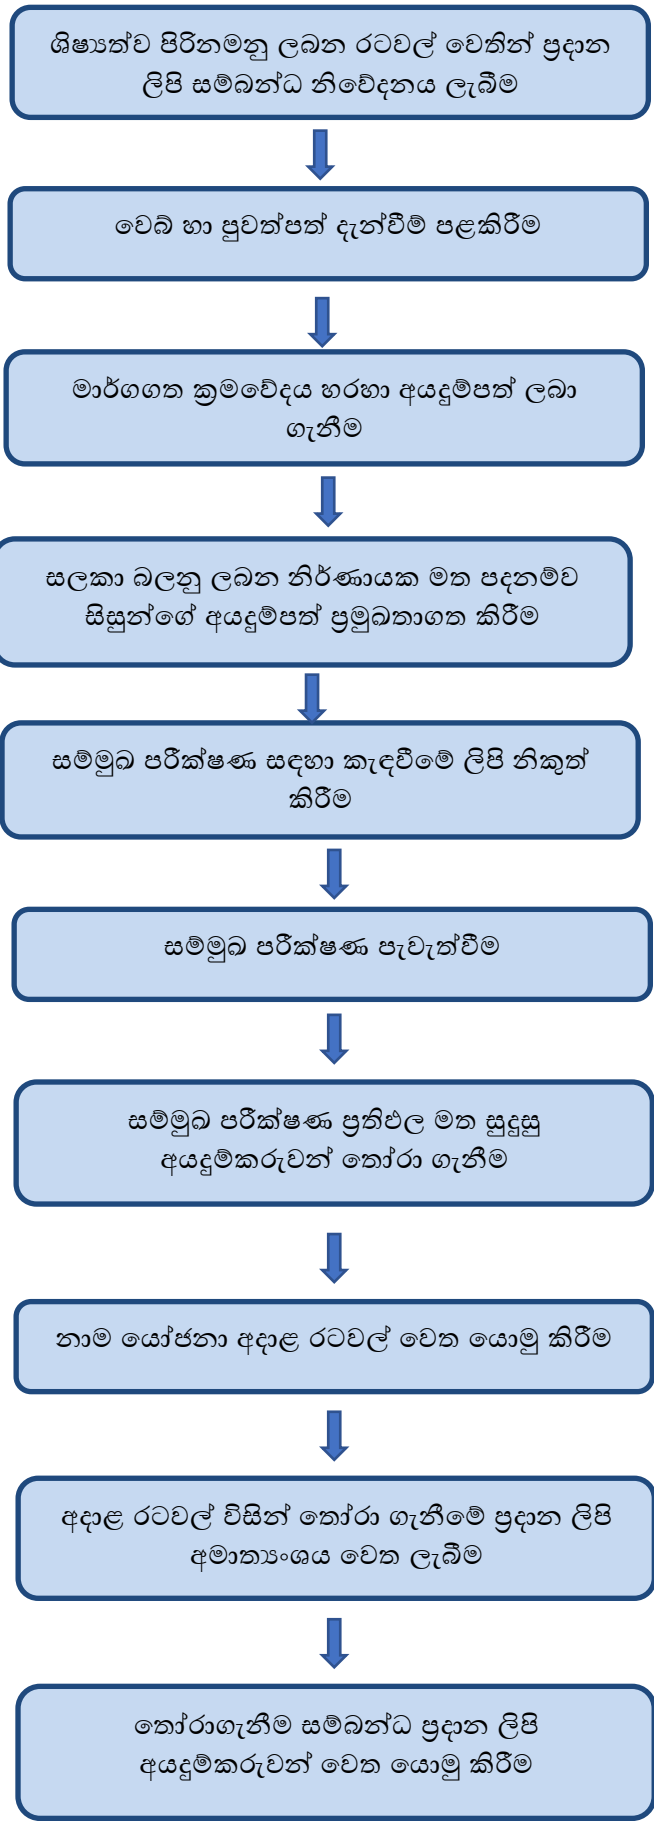 ශිෂ්‍යත්ව පිරිනමනු ලබන රටවල් වෙතින් ප්‍රදාන
ලිපි සම්බන්ධ නිවේදනය ලැබීම
වෙබ් හා පුවත්පත් දැන්වීම් පළකිරීම
මාර්ගගත ක්‍රමවේදය හරහා අයදුම්පත් ලබා
ගැනීම
සලකා බලනු ලබන නිර්ණායක මත පදනම්ව
සිසුන්ගේ අයදුම්පත් ප්‍රමුඛතාගත කිරීම
සම්මුඛ පරීක්ෂණ සඳහා කැඳවීමේ ලිපි නිකුත්
කිරීම
සම්මුඛ පරීක්ෂණ පැවැත්වීම
සම්මුඛ පරීක්ෂණ ප්‍රතිඵල මත සුදුසු
අයදුම්කරුවන් තෝරා ගැනීම
නාම යෝජනා අදාළ රටවල් වෙත යොමු කිරීම
අදාළ රටවල් විසින් තෝරා ගැනීමේ ප්‍රදාන ලිපි
අමාත්‍යංශය වෙත ලැබීම
තෝරාගැනීම සම්බන්ධ ප්‍රදාන ලිපි
අයදුම්කරුවන් වෙත යොමු කිරීම